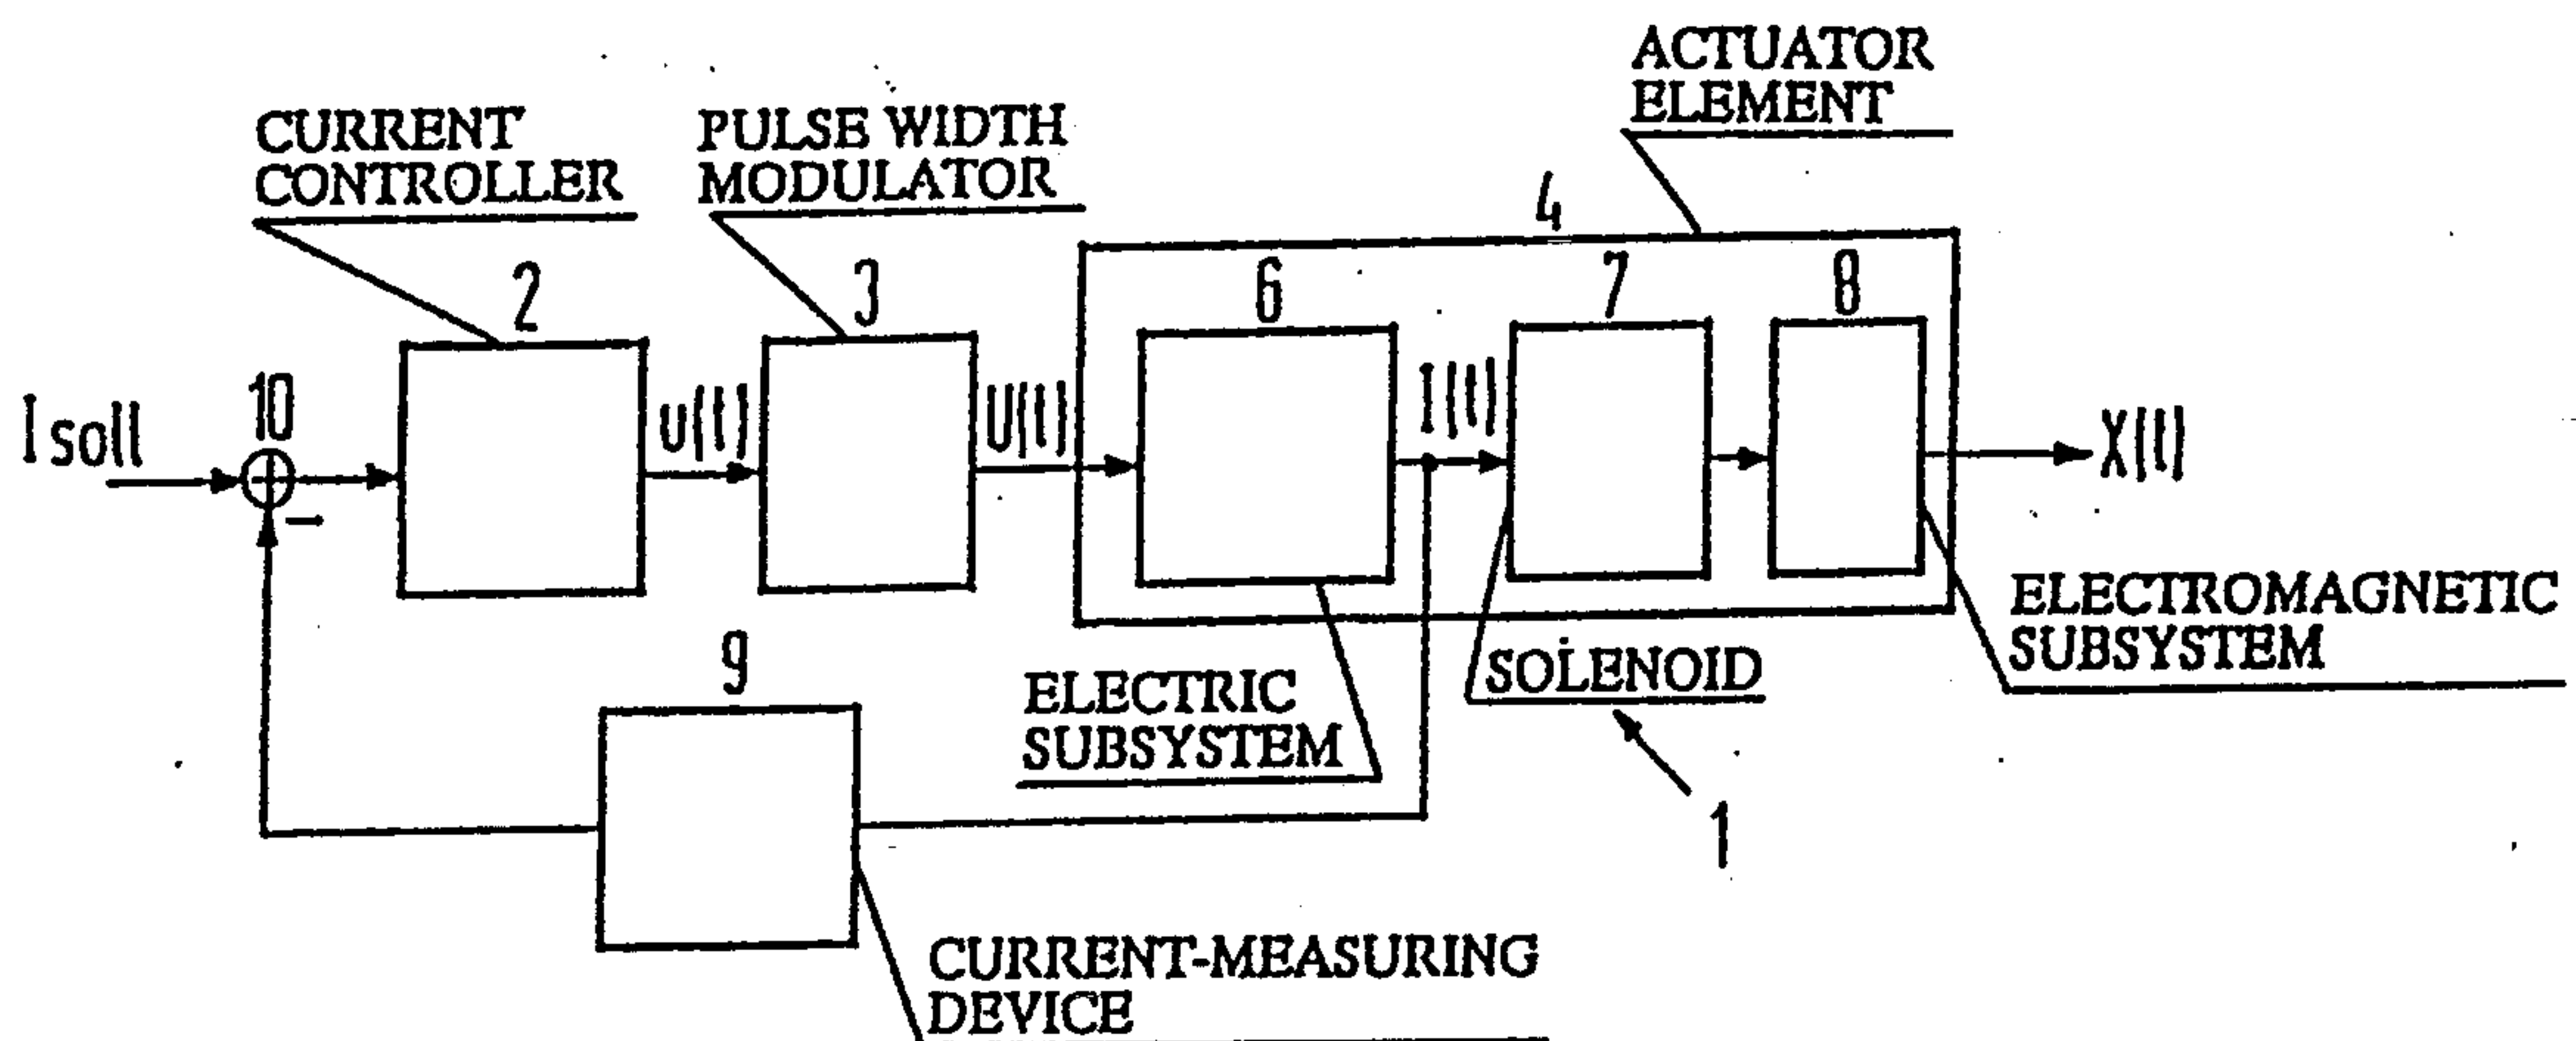 ACTUATOR
ELEMENT
CURRENT
CONTROLLER
PULSE WIDTH
MODULATOR
4
2
3
6
7
8
10
I soll
u(t)
U(t)
I(t)
X(t)
–
ELECTROMAGNETIC
SUBSYSTEM
9
SOLENOID
ELECTRIC
SUBSYSTEM
1
CURRENT-MEASURING
DEVICE